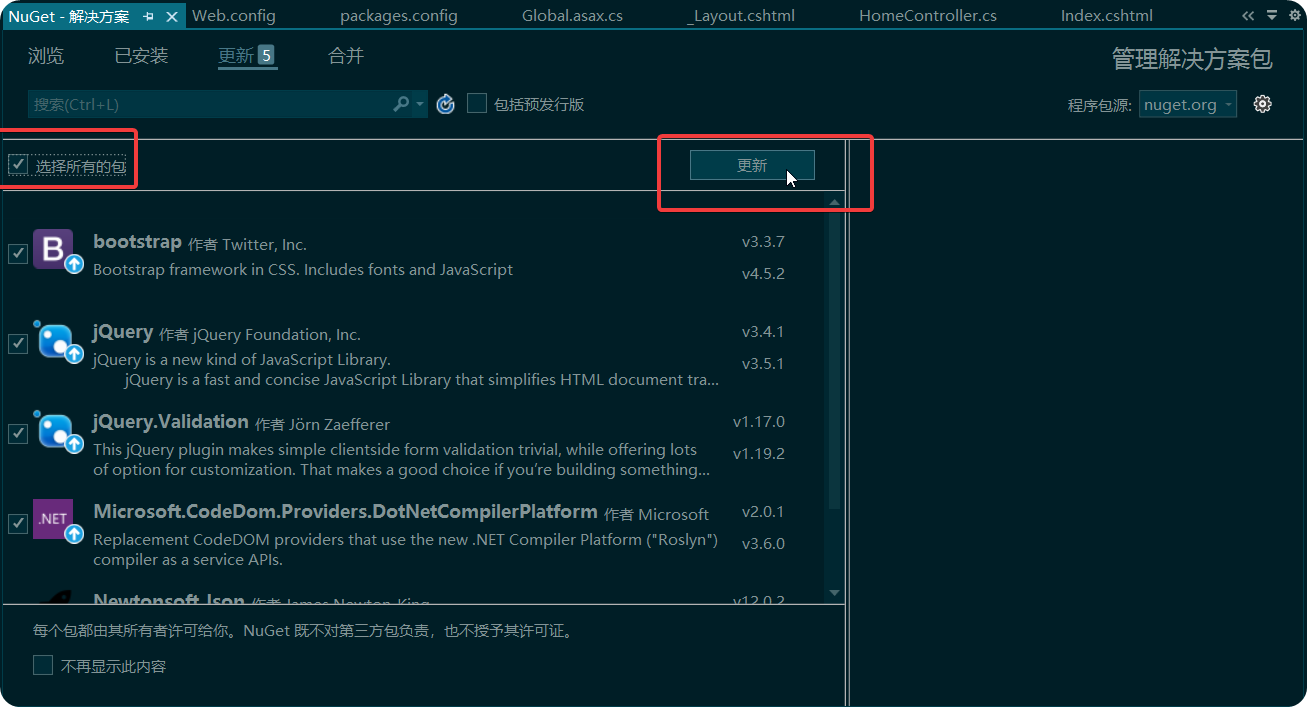 NuGet - 解决方案 Web.config packages.config Global.asax.cs _Layout.cshtml HomeController.cs Index.cshtml
浏览 已安装 更新 5 合并 管理解决方案包
搜索(Ctrl+L) 包括预发行版 程序包源: nuget.org
选择所有的包 更新
B bootstrap 作者 Twitter, Inc. v3.3.7
Bootstrap framework in CSS. Includes fonts and JavaScript v4.5.2
jQuery 作者 jQuery Foundation, Inc. v3.4.1
jQuery is a new kind of JavaScript Library. v3.5.1
jQuery is a fast and concise JavaScript Library that simplifies HTML document tra...
jQuery.Validation 作者 Jörn Zaefferer v1.17.0
This jQuery plugin makes simple clientside form validation trivial, while offering lots v1.19.2
of option for customization. That makes a good choice if you’re building something...
.NET Microsoft.CodeDom.Providers.DotNetCompilerPlatform 作者 Microsoft v2.0.1
Replacement CodeDOM providers that use the new .NET Compiler Platform ("Roslyn") v3.6.0
compiler as a service APIs.
Newtonsoft.Json 作者 James Newton-King v12.0.2
每个包都由其所有者许可给你。NuGet 既不对第三方包负责，也不授予其许可证。
不再显示此内容